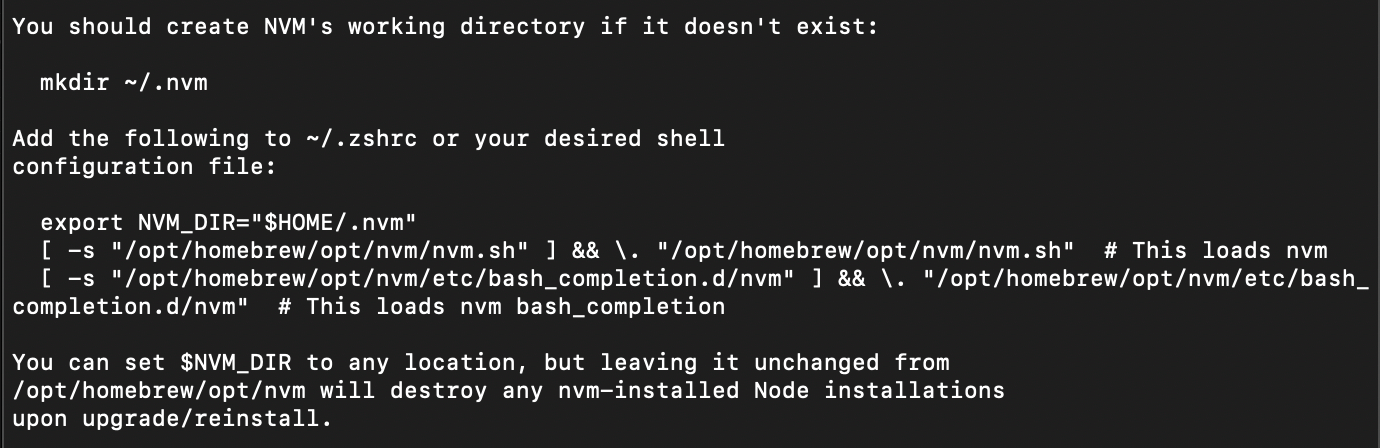 You should create NVM's working directory if it doesn't exist:
mkdir ~/.nvm
Add the following to ~/.zshrc or your desired shell
configuration file:
export NVM_DIR="$HOME/.nvm"
[ -s "/opt/homebrew/opt/nvm/nvm.sh" ] && \. "/opt/homebrew/opt/nvm/nvm.sh"  # This loads nvm
[ -s "/opt/homebrew/opt/nvm/etc/bash_completion.d/nvm" ] && \. "/opt/homebrew/opt/nvm/etc/bash_
completion.d/nvm"  # This loads nvm bash_completion
You can set $NVM_DIR to any location, but leaving it unchanged from
/opt/homebrew/opt/nvm will destroy any nvm-installed Node installations
upon upgrade/reinstall.